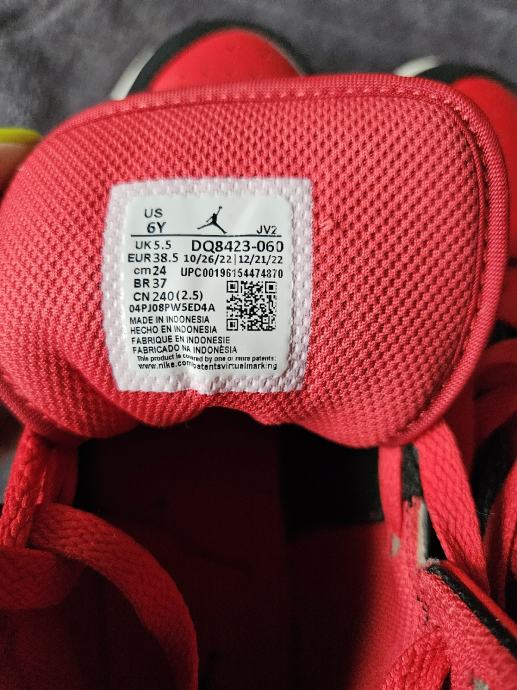 US
6Y JV2
UK 5.5 DQ8423-060
EUR 38.5 10/26/22 | 12/21/22
cm 24 UPC00196154474870
BR 37
CN 240 (2.5)
04PJ08PW5ED4A
MADE IN INDONESIA
HECHO EN INDONESIA
FABRIQUE EN INDONESIE
FABRICADO NA INDONÉSIA
This product is covered by one or more patents:
www.nike.com/patentsvirtualmarking